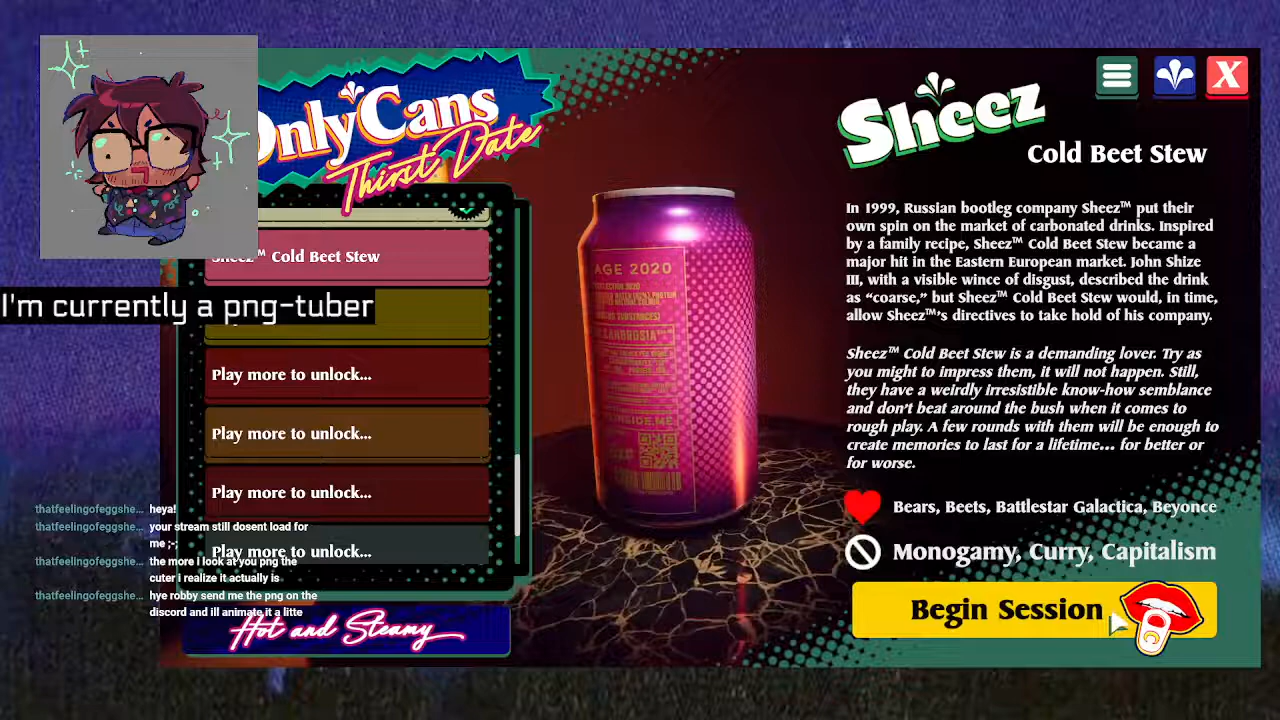 OnlyCans
Thirst Date
Sheez™ Cold Beet Stew
I'm currently a png-tuber
Play more to unlock...
Play more to unlock...
Play more to unlock...
Play more to unlock...
thatfeelingofeggshe... heya!
thatfeelingofeggshe... your stream still dosent load for
me ;-;
thatfeelingofeggshe... the more I look at you png the
cuter i realize it actually is
thatfeelingofeggshe... hye robby send me the png on the
discord and ill animate it a litte
Hot and Steamy
AGE 2020
INSIDE.ME
X
Sheez
Cold Beet Stew
In 1999, Russian bootleg company Sheez™ put their
own spin on the market of carbonated drinks. Inspired
by a family recipe, Sheez™ Cold Beet Stew became a
major hit in the Eastern European market. John Shize
III, with a visible wince of disgust, described the drink
as “coarse,” but Sheez™ Cold Beet Stew would, in time,
allow Sheez™’s directives to take hold of his company.
Sheez™ Cold Beet Stew is a demanding lover. Try as
you might to impress them, it will not happen. Still,
they have a weirdly irresistible know-how semblance
and don’t beat around the bush when it comes to
rough play. A few rounds with them will be enough to
create memories to last for a lifetime... for better or
for worse.
Bears, Beets, Battlestar Galactica, Beyonce
Monogamy, Curry, Capitalism
Begin Session